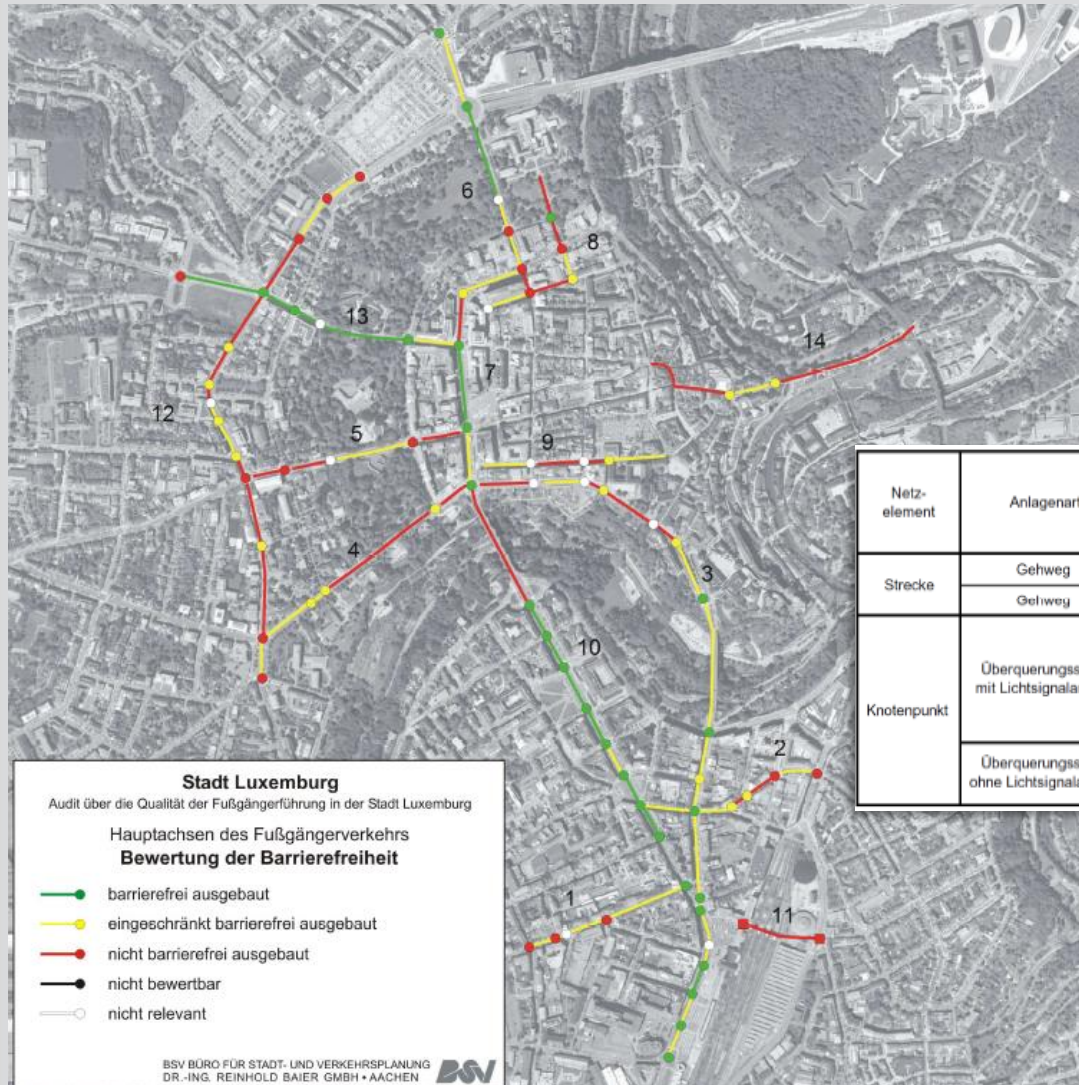 6
8
13
14
7
12
5
9
4
3
10
2
1
11
Netz-
element
Anlagenart
Strecke
Gehweg
Gehweg
Knotenpunkt
Überquerungss
mit Lichtsignala
Überquerungss
ohne Lichtsignala
Stadt Luxemburg
Audit über die Qualität der Fußgängerführung in der Stadt Luxemburg
Hauptachsen des Fußgängerverkehrs
Bewertung der Barrierefreiheit
barrierefrei ausgebaut
eingeschränkt barrierefrei ausgebaut
nicht barrierefrei ausgebaut
nicht bewertbar
nicht relevant
BSV BÜRO FÜR STADT- UND VERKEHRSPLANUNG
DR.-ING. REINHOLD BAIER GMBH • AACHEN
BSV